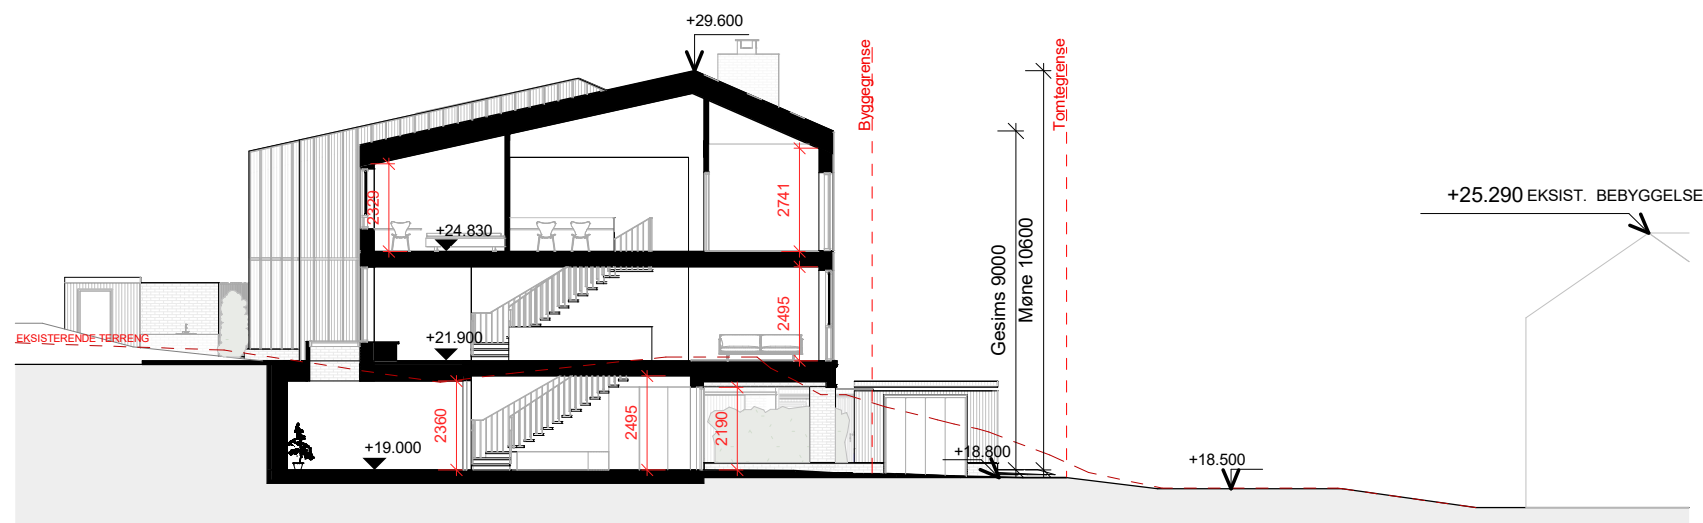 +29.600
Byggegrense
Tomtegrense
+25.290 EKSIST. BEBYGGELSE
2329
2741
+24.830
Gesims 9000
Møne 10600
2495
EKSISTERENDE TERRENG
+21.900
2360
2495
2190
+19.000
+18.800
+18.500